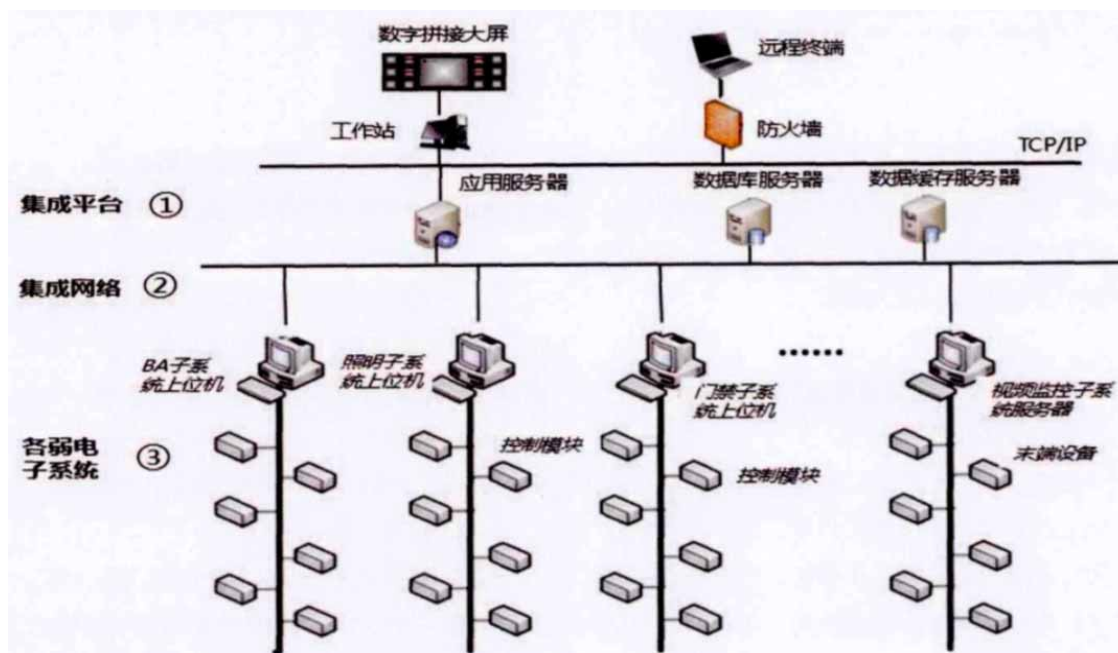 数字拼接大屏
远程终端
工作站
防火墙
TCP/IP
应用服务器
数据库服务器
数据缓存服务器
集成平台 ①
集成网络 ②
BA子系
统上位机
照明子系
统上位机
门禁子系
统上位机
......
视频监控子系
统服务器
各弱电
子系统 ③
控制模块
控制模块
末端设备